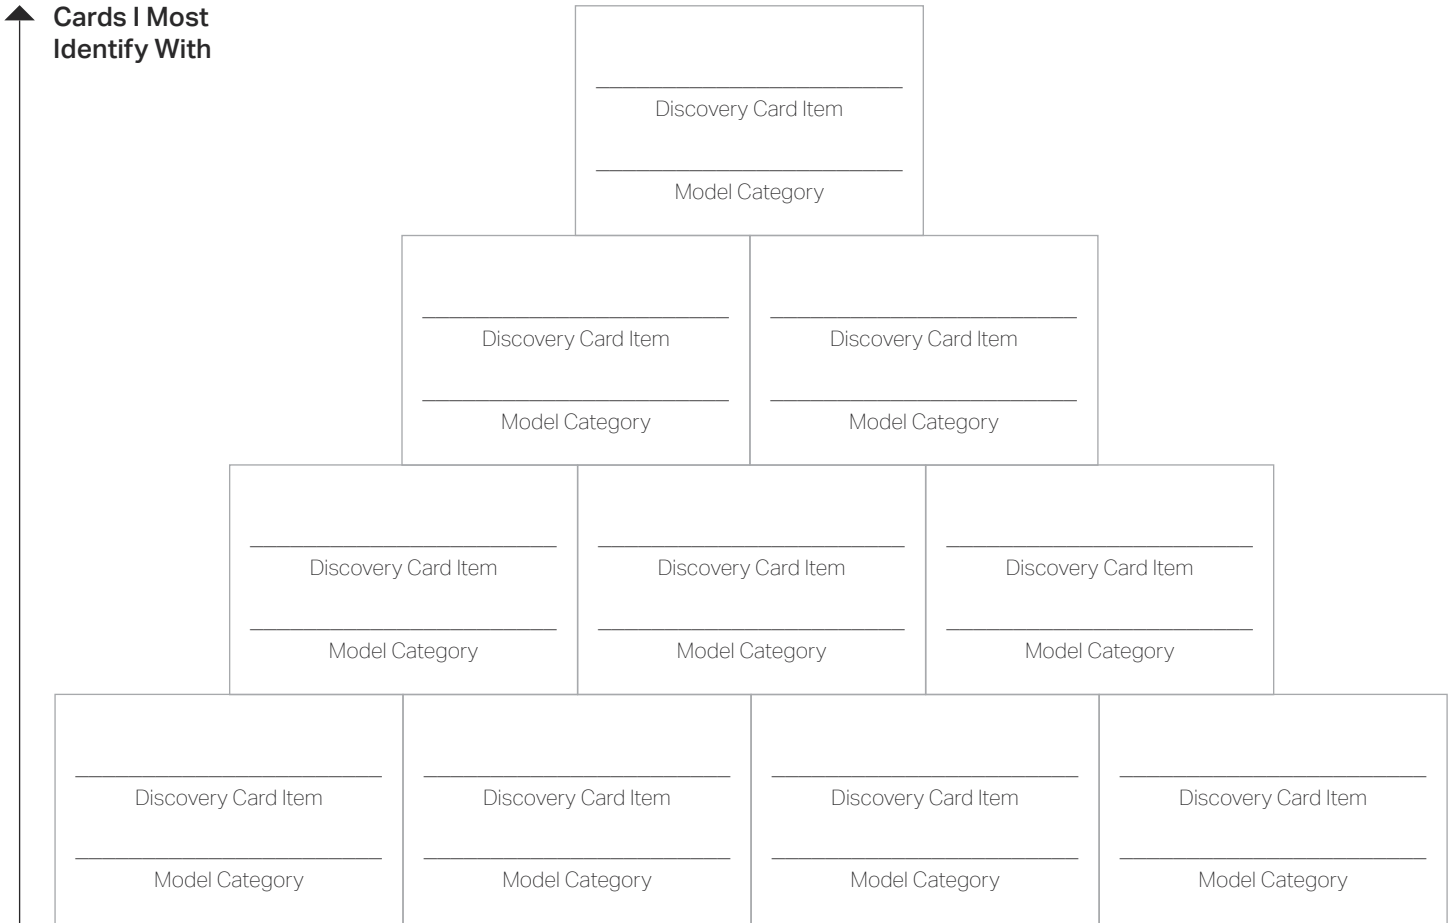 Cards I Most
Identify With
Discovery Card Item
Model Category
Discovery Card Item Discovery Card Item
Model Category Model Category
Discovery Card Item Discovery Card Item Discovery Card Item
Model Category Model Category Model Category
Discovery Card Item Discovery Card Item Discovery Card Item Discovery Card Item
Model Category Model Category Model Category Model Category